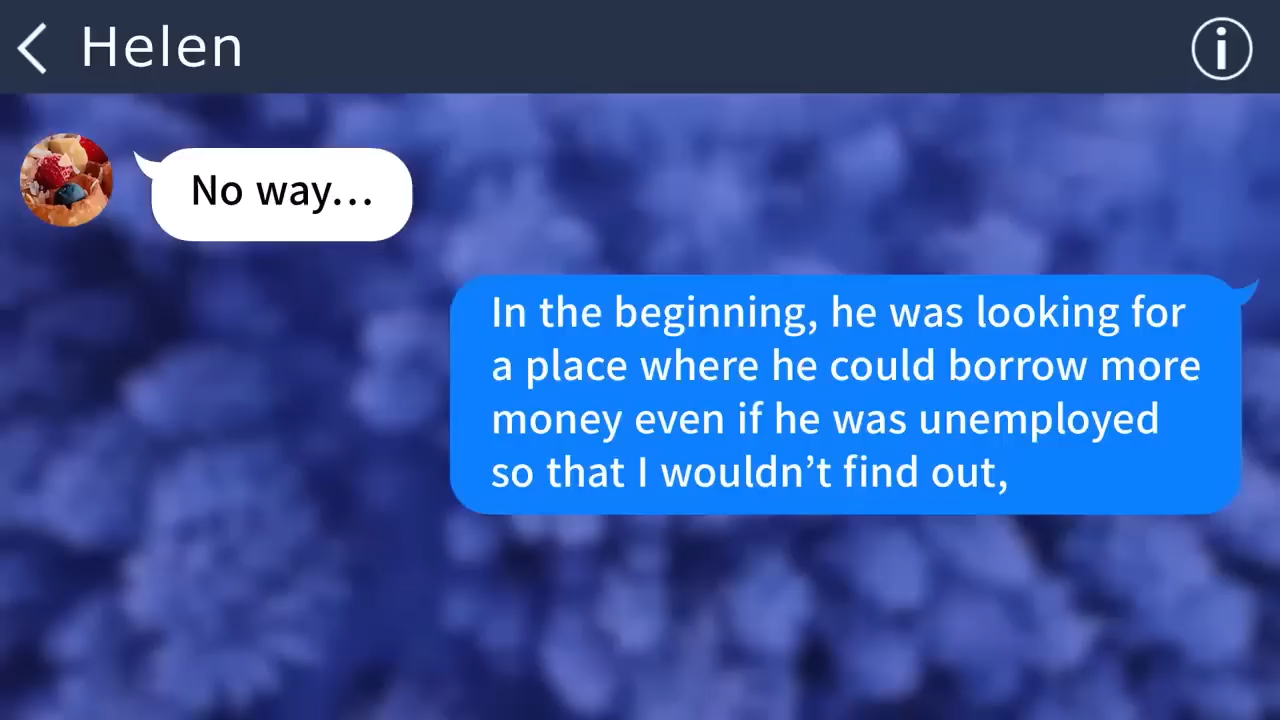 Helen
No way…
In the beginning, he was looking for
a place where he could borrow more
money even if he was unemployed
so that I wouldn’t find out,